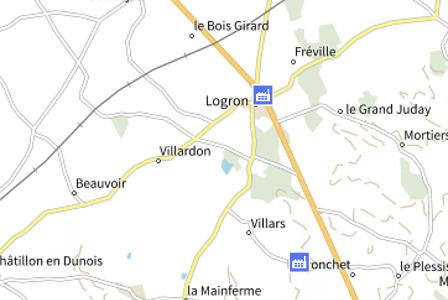 le Bois Girard
Fréville
Logron
le Grand Juday
Mortiers
Villardon
Beauvoir
Villars
hâtillon en Dunois
onchet
le Plessis
la Mainferme
M